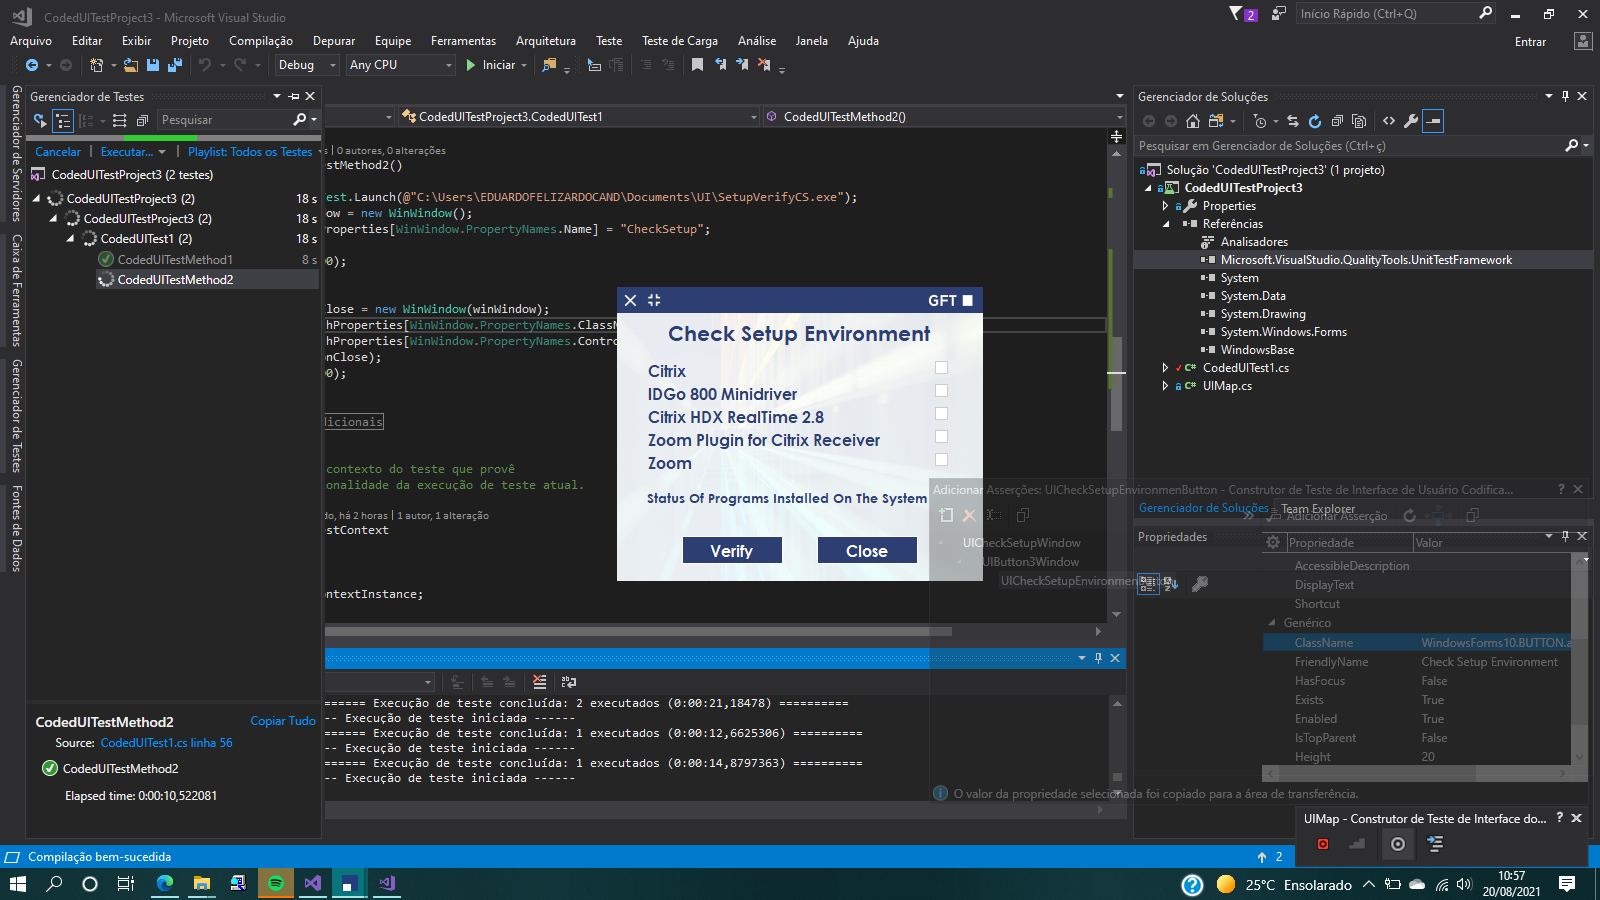 CodedUITestProject3 - Microsoft Visual Studio
2
Início Rápido (Ctrl+Q)
Arquivo Editar Exibir Projeto Compilação Depurar Equipe Ferramentas Arquitetura Teste Teste de Carga Análise Janela Ajuda
Entrar
Debug Any CPU Iniciar
Gerenciador de Servidores
Caixa de Ferramentas
Gerenciador de Testes
Fontes de Dados
Gerenciador de Testes
Pesquisar
Cancelar Executar... Playlist: Todos os Testes
CodedUITestProject3 (2 testes)
CodedUITestProject3 (2) 18 s
CodedUITestProject3 (2) 18 s
CodedUITest1 (2) 18 s
CodedUITestMethod1 8 s
CodedUITestMethod2
CodedUITestMethod2 Copiar Tudo
Source: CodedUITest1.cs linha 56
CodedUITestMethod2
Elapsed time: 0:00:10,522081
CodedUITestProject3.CodedUITest1 CodedUITestMethod2()
| 0 autores, 0 alterações
stMethod2()
st.Launch(@"C:\Users\EDUARDOFELIZARDOCAND\Documents\UI\SetupVerifyCS.exe");
ow = new WinWindow();
roperties[WinWindow.PropertyNames.Name] = "CheckSetup";
0);
lose = new WinWindow(winWindow);
hProperties[WinWindow.PropertyNames.ClassN
hProperties[WinWindow.PropertyNames.Contro
onClose);
0);
dicionais
contexto do teste que provê
onalidade da execução de teste atual.
do, há 2 horas | 1 autor, 1 alteração
estContext
ontextInstance;
GFT
Check Setup Environment
Citrix
IDGo 800 Minidriver
Citrix HDX RealTime 2.8
Zoom Plugin for Citrix Receiver
Zoom
Status Of Programs Installed On The System
Verify Close
====== Execução de teste concluída: 2 executados (0:00:21,18478) ==========
-- Execução de teste iniciada ------
====== Execução de teste concluída: 1 executados (0:00:12,6625306) ==========
-- Execução de teste iniciada ------
====== Execução de teste concluída: 1 executados (0:00:14,8797363) ==========
-- Execução de teste iniciada ------
Gerenciador de Soluções
Pesquisar em Gerenciador de Soluções (Ctrl+ç)
Solução 'CodedUITestProject3' (1 projeto)
CodedUITestProject3
Properties
Referências
Analisadores
Microsoft.VisualStudio.QualityTools.UnitTestFramework
System
System.Data
System.Drawing
System.Windows.Forms
WindowsBase
CodedUITest1.cs
UIMap.cs
Adicionar Asserções: UICheckSetupEnvironmenButton - Construtor de Teste de Interface de Usuário Codifica...
Gerenciador de Soluções Team Explorer
Adicionar Asserção
Propriedades
UICheckSetupWindow
UIButton3Window
UICheckSetupEnvironmen
Propriedade Valor
AccessibleDescription
DisplayText
Shortcut
Genérico
ClassName WindowsForms10.BUTTON.a
FriendlyName Check Setup Environment
HasFocus False
Exists True
Enabled True
IsTopParent False
Height 20
O valor da propriedade selecionada foi copiado para a área de transferência.
UIMap - Construtor de Teste de Interface do...
Compilação bem-sucedida
2
25°C Ensolarado
10:57
20/08/2021